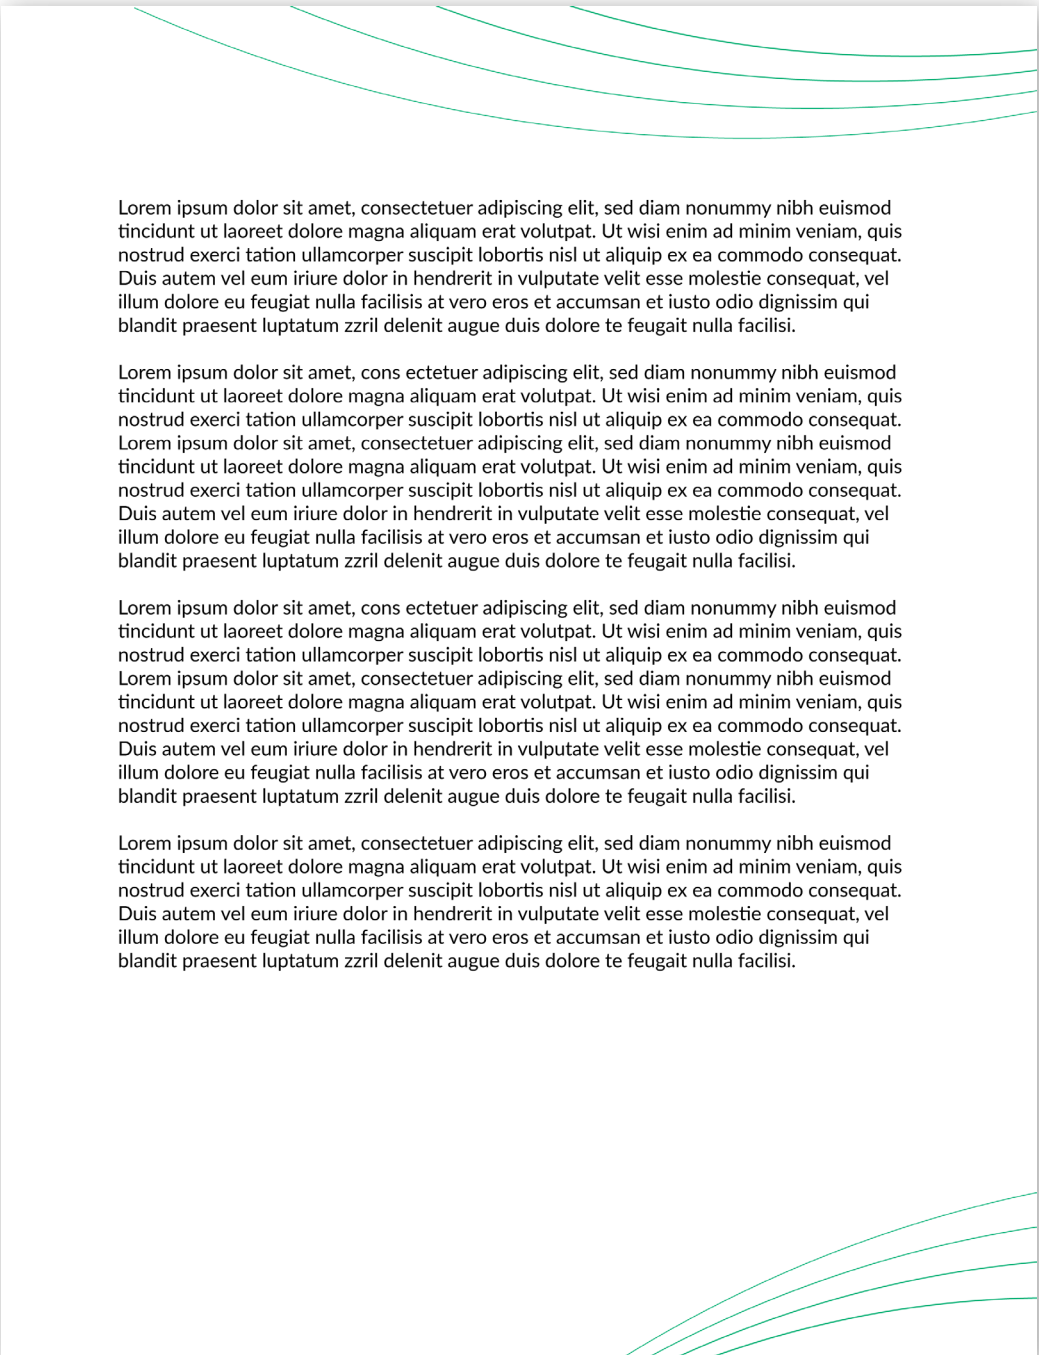 Lorem ipsum dolor sit amet, consectetuer adipiscing elit, sed diam nonummy nibh euismod
tincidunt ut laoreet dolore magna aliquam erat volutpat. Ut wisi enim ad minim veniam, quis
nostrud exerci tation ullamcorper suscipit lobortis nisl ut aliquip ex ea commodo consequat.
Duis autem vel eum iriure dolor in hendrerit in vulputate velit esse molestie consequat, vel
illum dolore eu feugiat nulla facilisis at vero eros et accumsan et iusto odio dignissim qui
blandit praesent luptatum zzril delenit augue duis dolore te feugait nulla facilisi.

Lorem ipsum dolor sit amet, cons ectetuer adipiscing elit, sed diam nonummy nibh euismod
tincidunt ut laoreet dolore magna aliquam erat volutpat. Ut wisi enim ad minim veniam, quis
nostrud exerci tation ullamcorper suscipit lobortis nisl ut aliquip ex ea commodo consequat.
Lorem ipsum dolor sit amet, consectetuer adipiscing elit, sed diam nonummy nibh euismod
tincidunt ut laoreet dolore magna aliquam erat volutpat. Ut wisi enim ad minim veniam, quis
nostrud exerci tation ullamcorper suscipit lobortis nisl ut aliquip ex ea commodo consequat.
Duis autem vel eum iriure dolor in hendrerit in vulputate velit esse molestie consequat, vel
illum dolore eu feugiat nulla facilisis at vero eros et accumsan et iusto odio dignissim qui
blandit praesent luptatum zzril delenit augue duis dolore te feugait nulla facilisi.

Lorem ipsum dolor sit amet, cons ectetuer adipiscing elit, sed diam nonummy nibh euismod
tincidunt ut laoreet dolore magna aliquam erat volutpat. Ut wisi enim ad minim veniam, quis
nostrud exerci tation ullamcorper suscipit lobortis nisl ut aliquip ex ea commodo consequat.
Lorem ipsum dolor sit amet, consectetuer adipiscing elit, sed diam nonummy nibh euismod
tincidunt ut laoreet dolore magna aliquam erat volutpat. Ut wisi enim ad minim veniam, quis
nostrud exerci tation ullamcorper suscipit lobortis nisl ut aliquip ex ea commodo consequat.
Duis autem vel eum iriure dolor in hendrerit in vulputate velit esse molestie consequat, vel
illum dolore eu feugiat nulla facilisis at vero eros et accumsan et iusto odio dignissim qui
blandit praesent luptatum zzril delenit augue duis dolore te feugait nulla facilisi.

Lorem ipsum dolor sit amet, consectetuer adipiscing elit, sed diam nonummy nibh euismod
tincidunt ut laoreet dolore magna aliquam erat volutpat. Ut wisi enim ad minim veniam, quis
nostrud exerci tation ullamcorper suscipit lobortis nisl ut aliquip ex ea commodo consequat.
Duis autem vel eum iriure dolor in hendrerit in vulputate velit esse molestie consequat, vel
illum dolore eu feugiat nulla facilisis at vero eros et accumsan et iusto odio dignissim qui
blandit praesent luptatum zzril delenit augue duis dolore te feugait nulla facilisi.